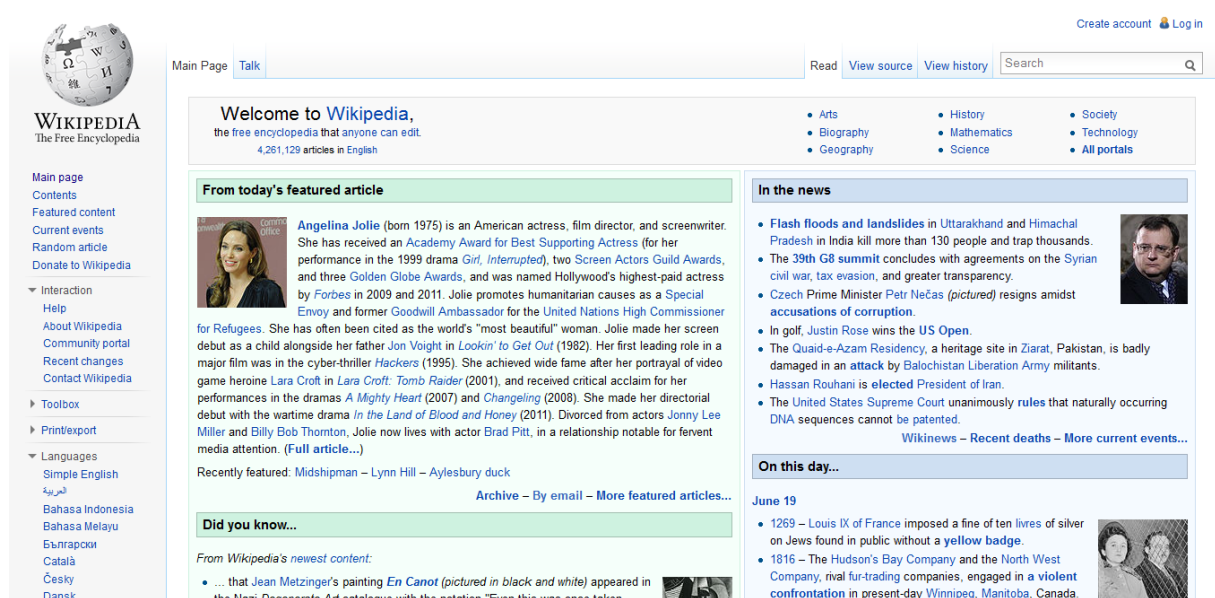 Create account Log in
Main Page Talk Read View source View history Search
WIKIPEDIA
The Free Encyclopedia
Main page
Contents
Featured content
Current events
Random article
Donate to Wikipedia
Interaction
Help
About Wikipedia
Community portal
Recent changes
Contact Wikipedia
Toolbox
Print/export
Languages
Simple English
العربية
Bahasa Indonesia
Bahasa Melayu
Български
Català
Česky
Dansk
Welcome to Wikipedia,
the free encyclopedia that anyone can edit.
4,261,129 articles in English
Arts
Biography
Geography
History
Mathematics
Science
Society
Technology
All portals
From today's featured article
Angelina Jolie (born 1975) is an American actress, film director, and screenwriter.
She has received an Academy Award for Best Supporting Actress (for her
performance in the 1999 drama Girl, Interrupted), two Screen Actors Guild Awards,
and three Golden Globe Awards, and was named Hollywood's highest-paid actress
by Forbes in 2009 and 2011. Jolie promotes humanitarian causes as a Special
Envoy and former Goodwill Ambassador for the United Nations High Commissioner
for Refugees. She has often been cited as the world's "most beautiful" woman. Jolie made her screen
debut as a child alongside her father Jon Voight in Lookin' to Get Out (1982). Her first leading role in a
major film was in the cyber-thriller Hackers (1995). She achieved wide fame after her portrayal of video
game heroine Lara Croft in Lara Croft: Tomb Raider (2001), and received critical acclaim for her
performances in the dramas A Mighty Heart (2007) and Changeling (2008). She made her directorial
debut with the wartime drama In the Land of Blood and Honey (2011). Divorced from actors Jonny Lee
Miller and Billy Bob Thornton, Jolie now lives with actor Brad Pitt, in a relationship notable for fervent
media attention. (Full article...)
Recently featured: Midshipman – Lynn Hill – Aylesbury duck
Archive – By email – More featured articles...
Did you know...
From Wikipedia's newest content:
... that Jean Metzinger's painting En Canot (pictured in black and white) appeared in
the Nazi Degenerate Art catalogue with the notation "Even this was once taken
In the news
Flash floods and landslides in Uttarakhand and Himachal
Pradesh in India kill more than 130 people and trap thousands.
The 39th G8 summit concludes with agreements on the Syrian
civil war, tax evasion, and greater transparency.
Czech Prime Minister Petr Nečas (pictured) resigns amidst
accusations of corruption.
In golf, Justin Rose wins the US Open.
The Quaid-e-Azam Residency, a heritage site in Ziarat, Pakistan, is badly
damaged in an attack by Balochistan Liberation Army militants.
Hassan Rouhani is elected President of Iran.
The United States Supreme Court unanimously rules that naturally occurring
DNA sequences cannot be patented.
Wikinews – Recent deaths – More current events...
On this day...
June 19
1269 – Louis IX of France imposed a fine of ten livres of silver
on Jews found in public without a yellow badge.
1816 – The Hudson's Bay Company and the North West
Company, rival fur-trading companies, engaged in a violent
confrontation in present-day Winnipeg, Manitoba, Canada.